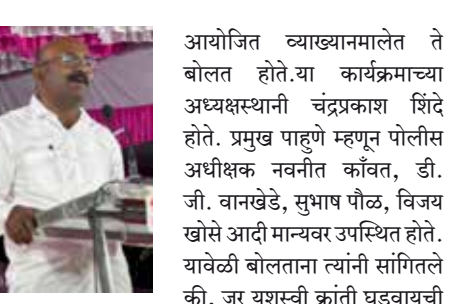 आयोजित व्याख्यानमालेत ते
बोलत होते.या कार्यक्रमाच्या
अध्यक्षस्थानी चंद्रप्रकाश शिंदे
होते. प्रमुख पाहुणे म्हणून पोलीस
अधीक्षक नवनीत काँवत, डी.
जी. वानखेडे, सुभाष पौळ, विजय
खोसे आदी मान्यवर उपस्थित होते.
यावेळी बोलताना त्यांनी सांगितले
की, जर यशस्वी क्रांती घडवायची